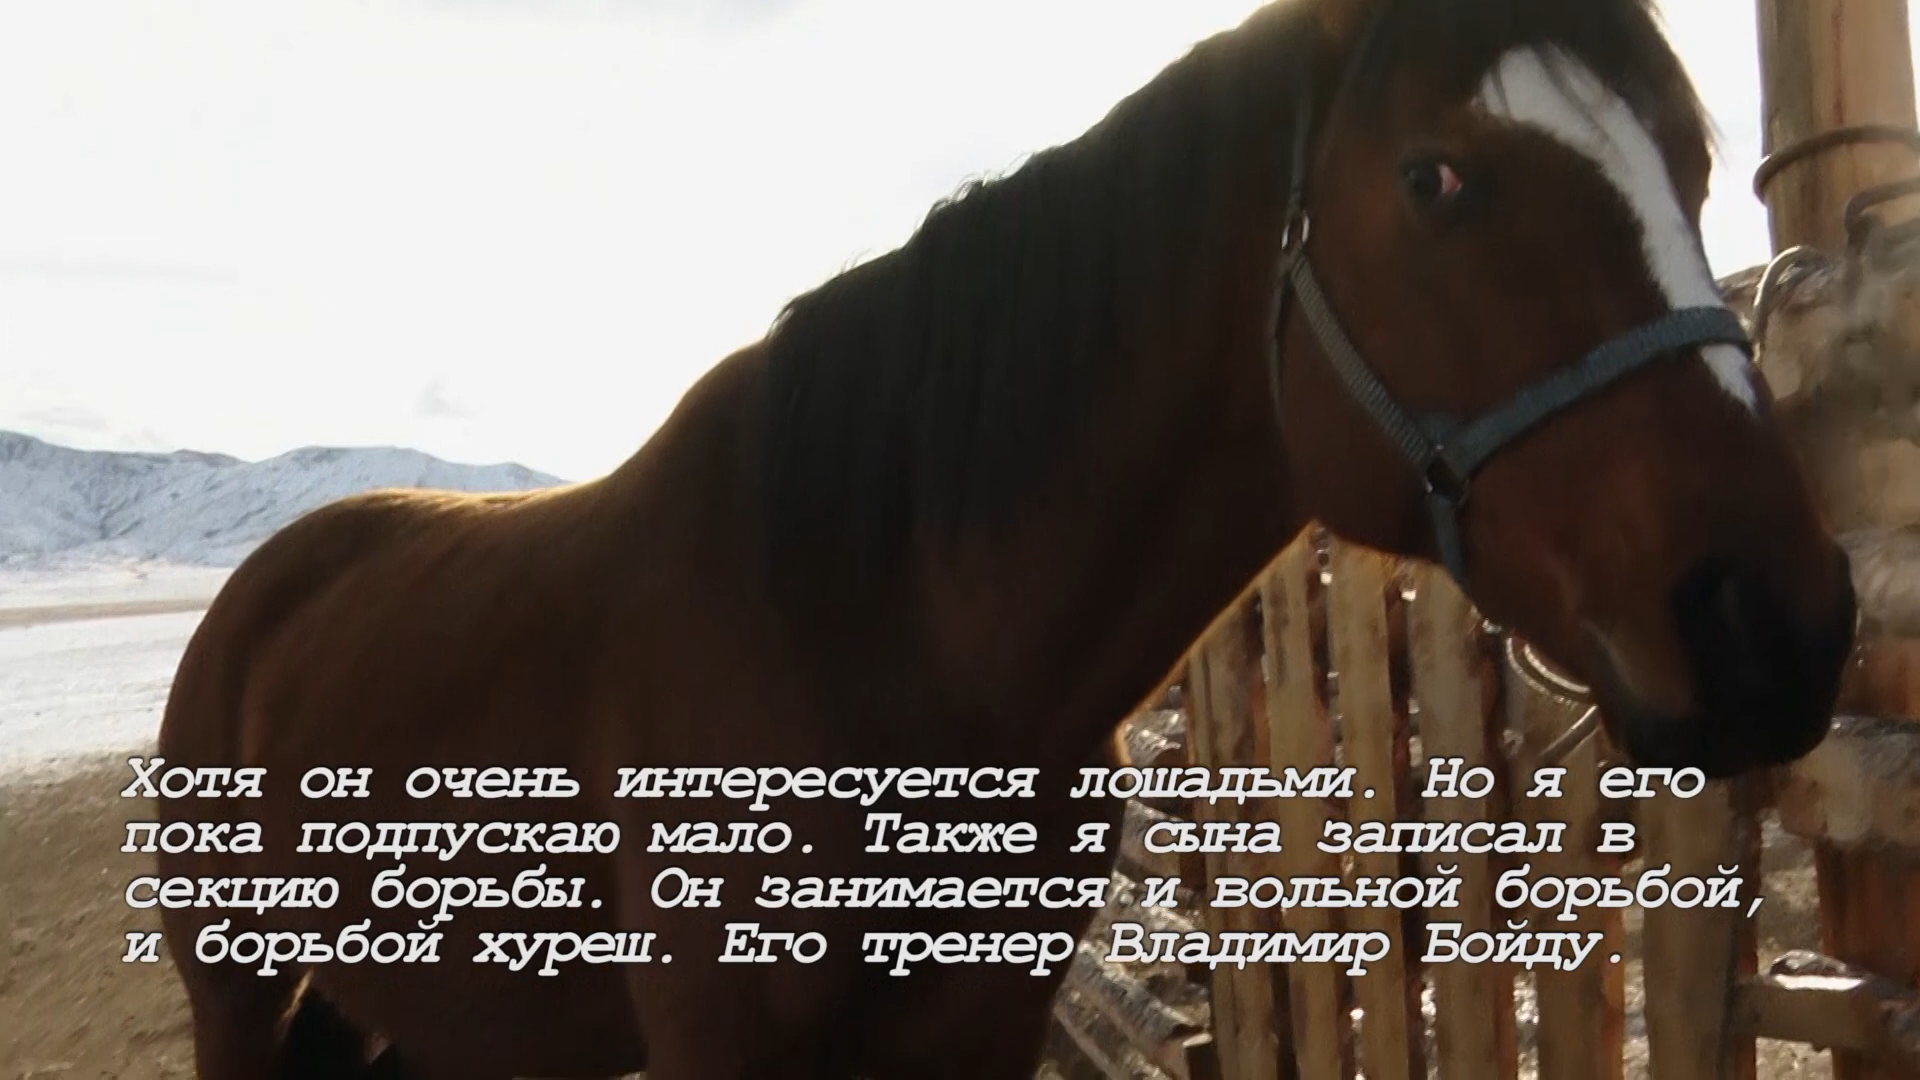 Хотя он очень интересуется лошадьми. Но я его
пока подпускаю мало. Также я сына записал в
секцию борьбы. Он занимается и вольной борьбой,
и борьбой хуреш. Его тренер Владимир Бойду.